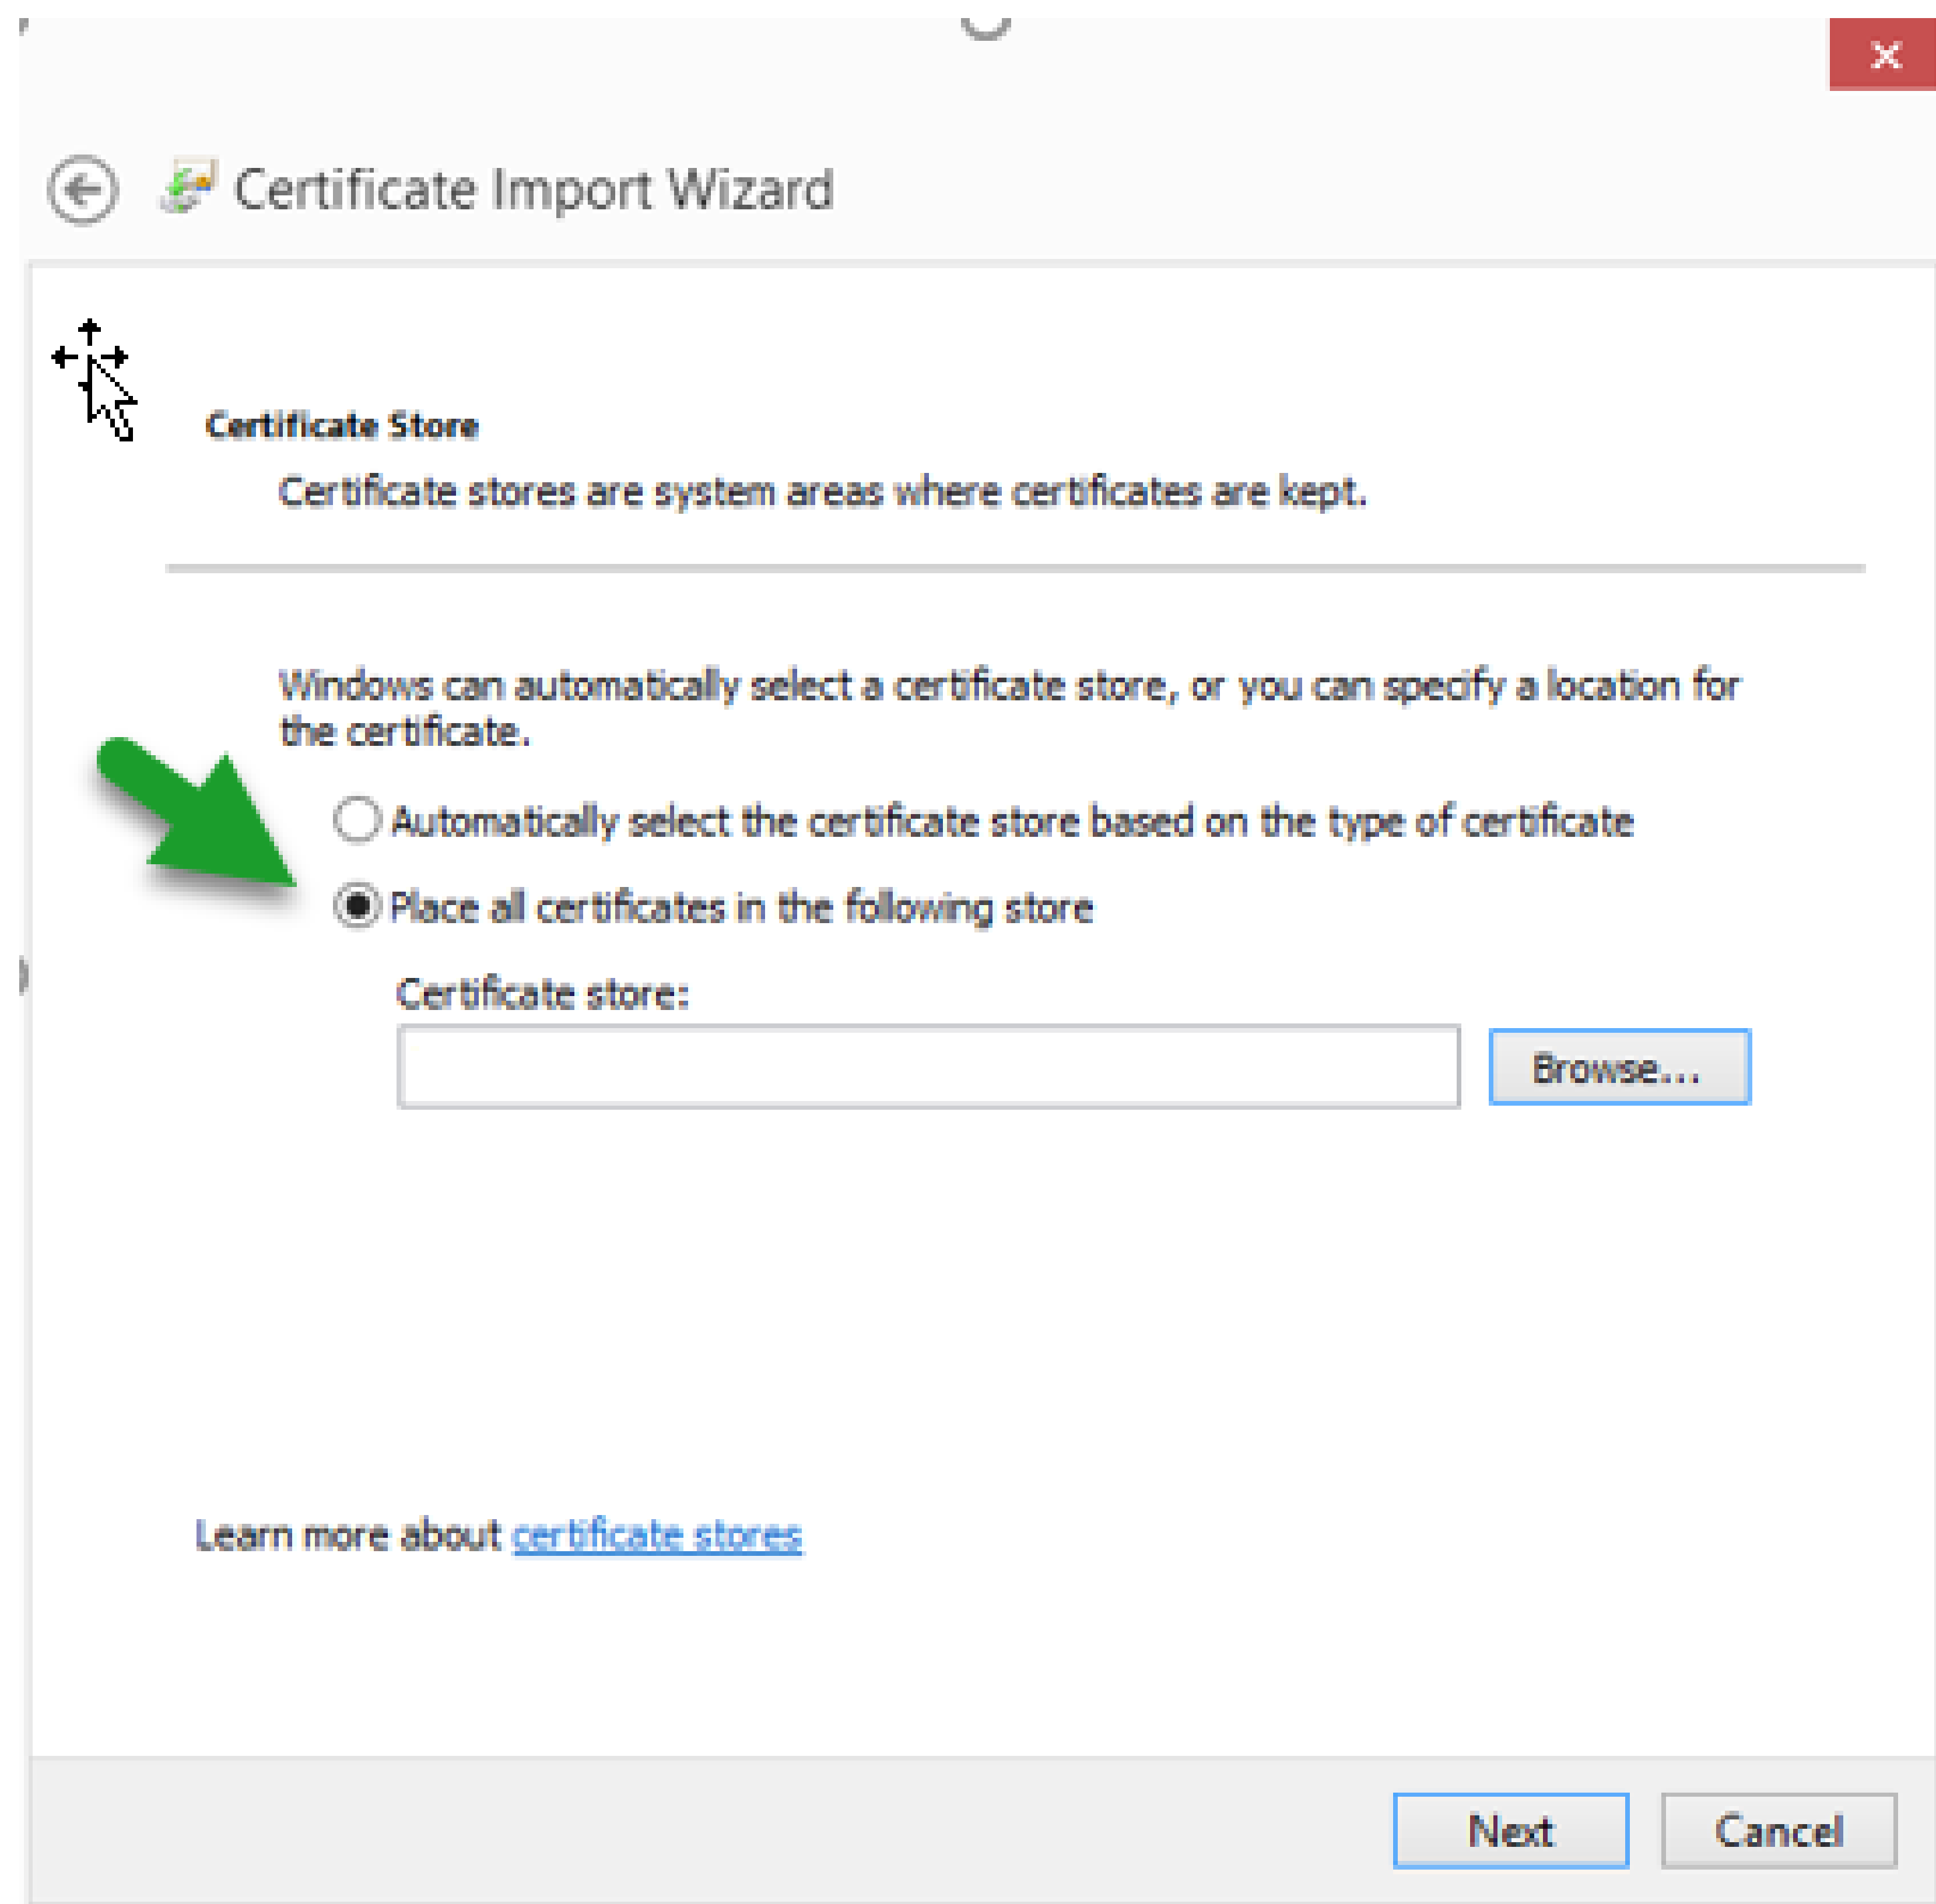 Certificate Import Wizard
Certificate Store
Certificate stores are system areas where certificates are kept.
Windows can automatically select a certificate store, or you can specify a location for
the certificate.
Automatically select the certificate store based on the type of certificate
Place all certificates in the following store
Certificate store:
Browse...
Learn more about certificate stores
Next
Cancel